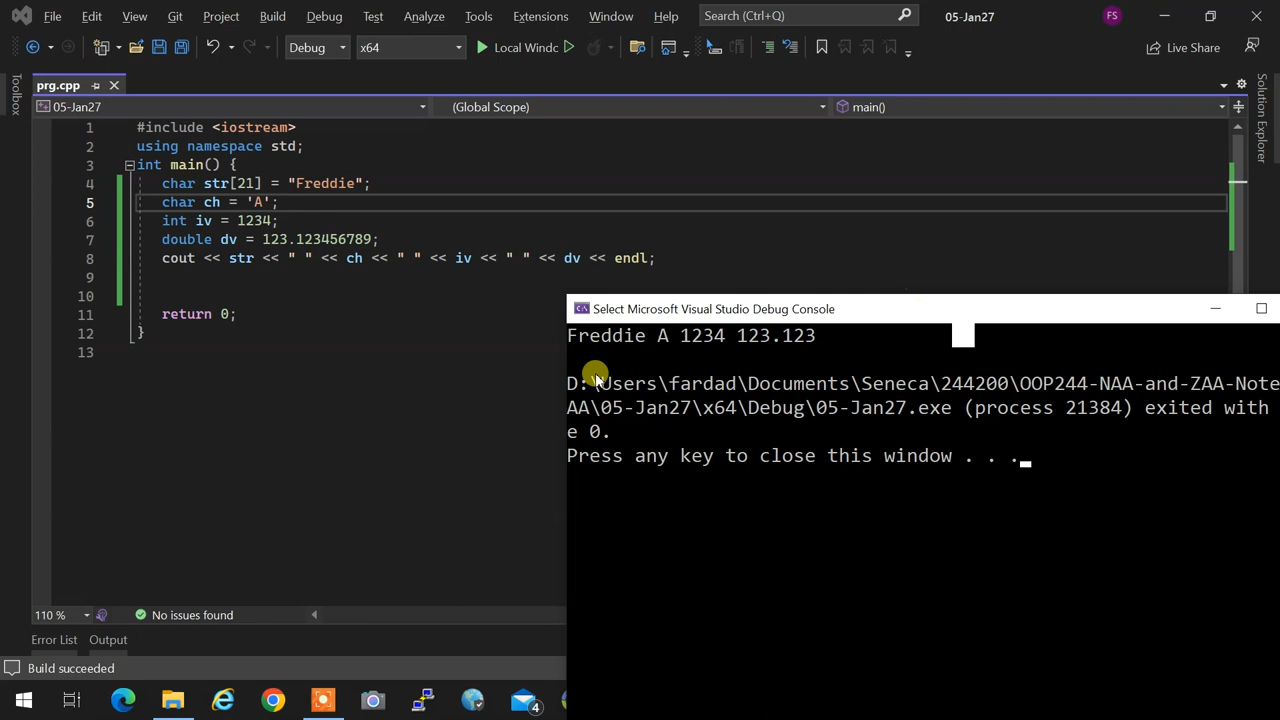 File Edit View Git Project Build Debug Test Analyze Tools Extensions Window Help Search (Ctrl+Q) 05-Jan27 FS
Debug x64 Local Windc Live Share
Toolbox
prg.cpp
Solution Explorer
05-Jan27 (Global Scope) main()
1 #include <iostream>
2 using namespace std;
3 int main() {
4 char str[21] = "Freddie";
5 char ch = 'A';
6 int iv = 1234;
7 double dv = 123.123456789;
8 cout << str << " " << ch << " " << iv << " " << dv << endl;
9
10
11 return 0;
12 }
13
Select Microsoft Visual Studio Debug Console
Freddie A 1234 123.123
D:\Users\fardad\Documents\Seneca\244200\OOP244-NAA-and-ZAA-Note
AA\05-Jan27\x64\Debug\05-Jan27.exe (process 21384) exited with
e 0.
Press any key to close this window . . .
110 % No issues found
Error List Output
Build succeeded
4